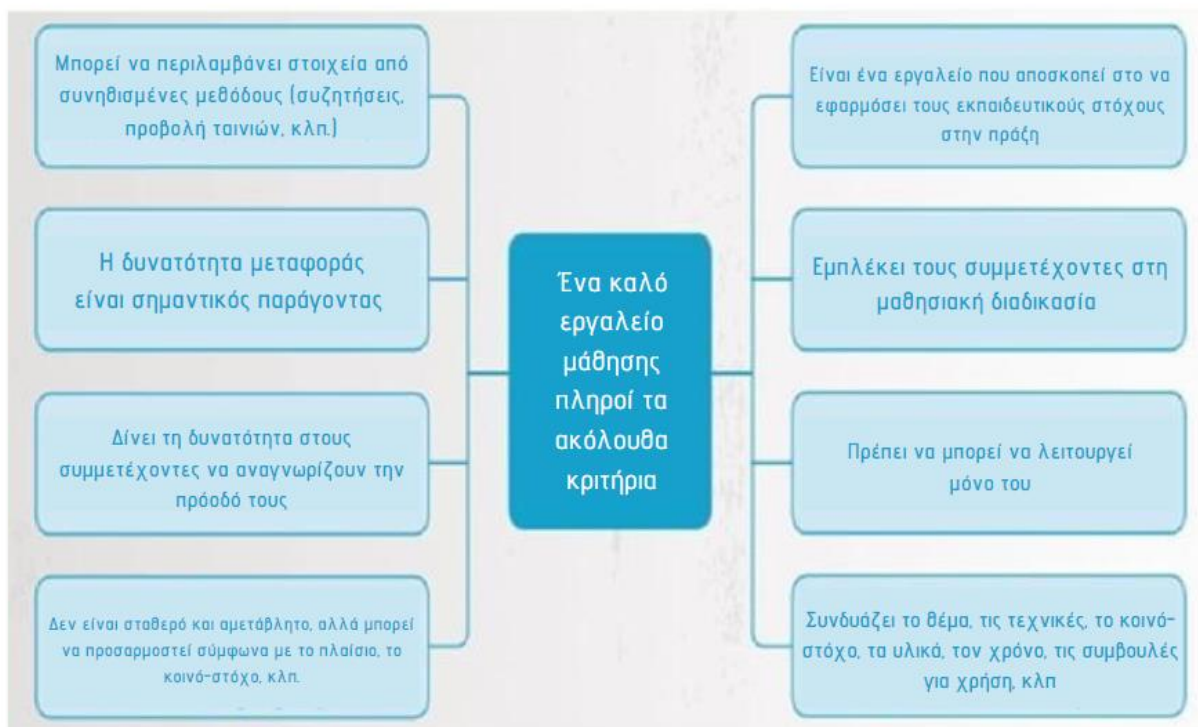 Μπορεί να περιλαμβάνει στοιχεία από
συνηθισμένες μεθόδους (συζητήσεις,
προβολή ταινιών, κλπ.)
Η δυνατότητα μεταφοράς
είναι σημαντικός παράγοντας
Δίνει τη δυνατότητα στους
συμμετέχοντες να αναγνωρίζουν την
πρόοδό τους
Δεν είναι σταθερό και αμετάβλητο, αλλά μπορεί
να προσαρμοστεί σύμφωνα με το πλαίσιο, το
κοινό-στόχο, κλπ.
Ένα καλό
εργαλείο
μάθησης
πληροί τα
ακόλουθα
κριτήρια
Είναι ένα εργαλείο που αποσκοπεί στο να
εφαρμόσει τους εκπαιδευτικούς στόχους
στην πράξη
Εμπλέκει τους συμμετέχοντες στη
μαθησιακή διαδικασία
Πρέπει να μπορεί να λειτουργεί
μόνο του
Συνδυάζει το θέμα, τις τεχνικές, το κοινό-
στόχο, τα υλικά, τον χρόνο, τις συμβουλές
για χρήση, κλπ